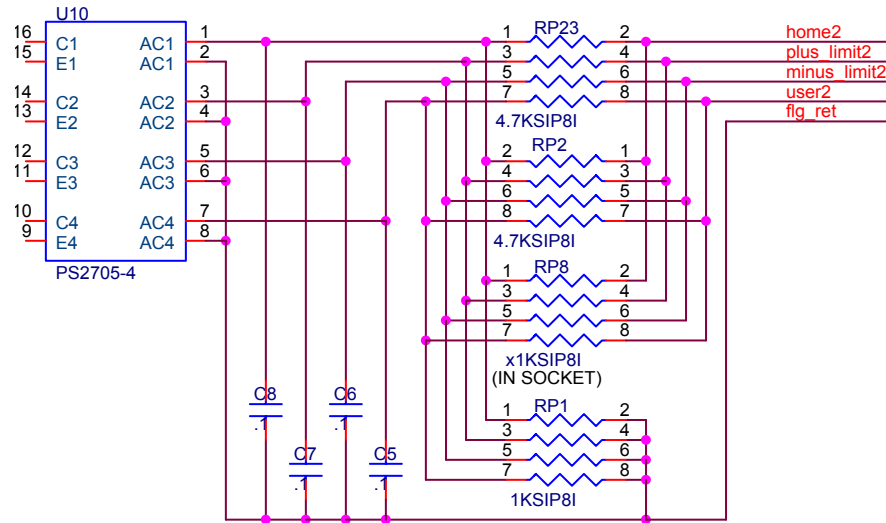 U10
16 C1 AC1 1
15 E1 AC1 2
14 C2 AC2 3
13 E2 AC2 4
12 C3 AC3 5
11 E3 AC3 6
10 C4 AC4 7
9 E4 AC4 8
PS2705-4
1 RP23 2
3 4
5 6
7 8
4.7KSIP8I
home2
plus_limit2
minus_limit2
user2
flg_ret
RP2
2 1
4 3
6 5
8 7
4.7KSIP8I
1 RP8 2
3 4
5 6
7 8
x1KSIP8I
(IN SOCKET)
1 RP1 2
3 4
5 6
7 8
1KSIP8I
C8
.1
C6
.1
C7
.1
C5
.1